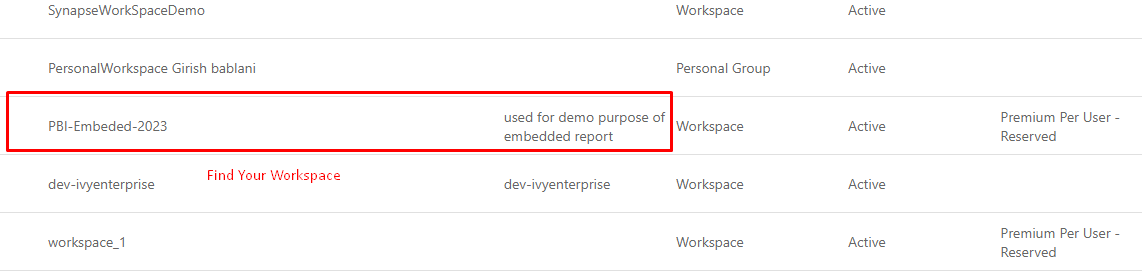 SynapseWorkSpaceDemo Workspace Active
PersonalWorkspace Girish bablani Personal Group Active
PBI-Embeded-2023 used for demo purpose of embedded report Workspace Active Premium Per User - Reserved
dev-ivyenterprise Find Your Workspace dev-ivyenterprise Workspace Active
workspace_1 Workspace Active Premium Per User - Reserved